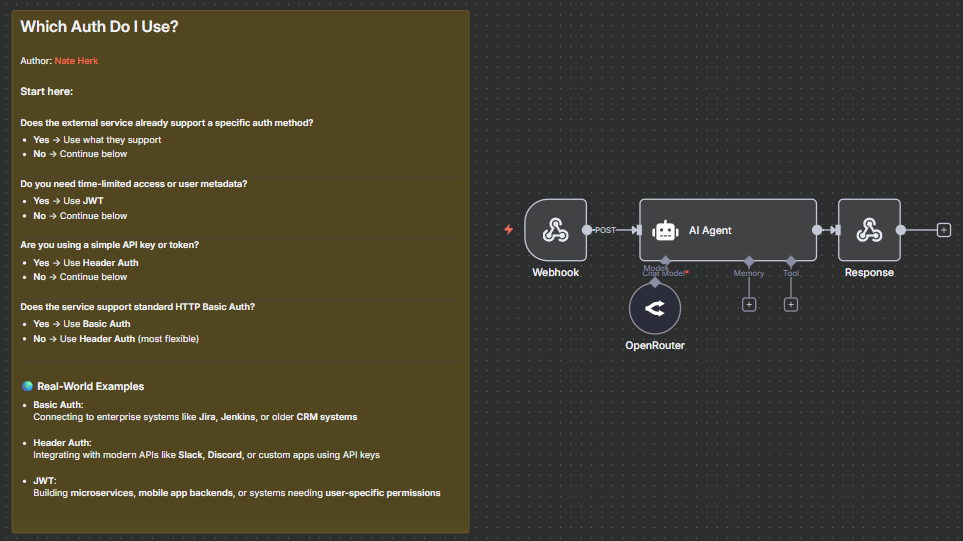 Which Auth Do I Use?
Author: Nate Herk
Start here:
Does the external service already support a specific auth method?
• Yes → Use what they support
• No → Continue below
Do you need time-limited access or user metadata?
• Yes → Use JWT
• No → Continue below
Are you using a simple API key or token?
• Yes → Use Header Auth
• No → Continue below
Does the service support standard HTTP Basic Auth?
• Yes → Use Basic Auth
• No → Use Header Auth (most flexible)
🌍 Real-World Examples
• Basic Auth:
Connecting to enterprise systems like Jira, Jenkins, or older CRM systems
• Header Auth:
Integrating with modern APIs like Slack, Discord, or custom apps using API keys
• JWT:
Building microservices, mobile app backends, or systems needing user-specific permissions
POST
AI Agent
Webhook
Model
Chat Model*
Memory
Tool
Response
OpenRouter